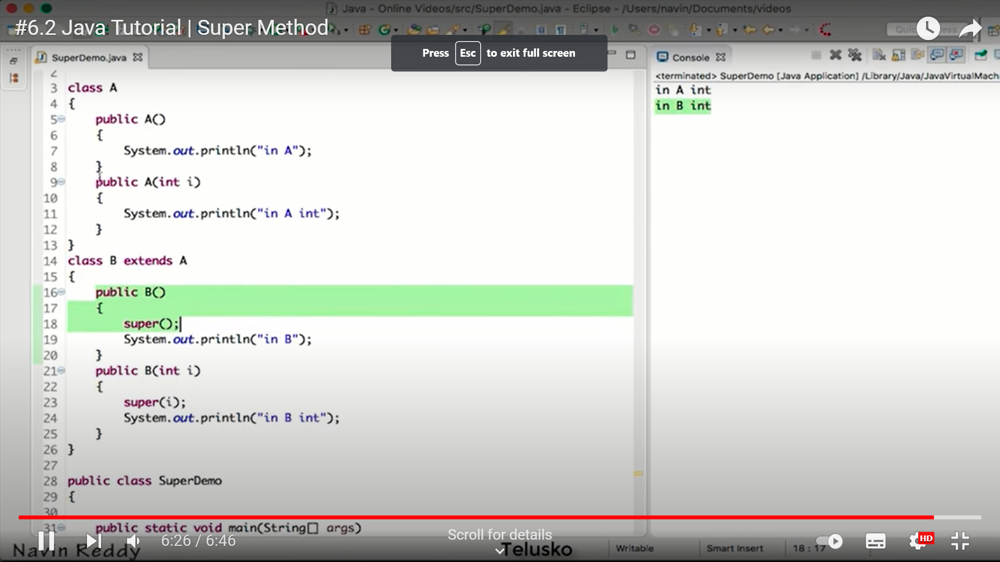 Java - Online Videos/src/SuperDemo.java - Eclipse - /Users/navin/Documents/videos
#6.2 Java Tutorial | Super Method
Press Esc to exit full screen
SuperDemo.java
Console
<terminated> SuperDemo [Java Application] /Library/Java/JavaVirtualMach
in A int
in B int
2
3 class A
4 {
5 public A()
6 {
7 System.out.println("in A");
8 }
9 public A(int i)
10 {
11 System.out.println("in A int");
12 }
13 }
14 class B extends A
15 {
16 public B()
17 {
18 super();
19 System.out.println("in B");
20 }
21 public B(int i)
22 {
23 super(i);
24 System.out.println("in B int");
25 }
26 }
27
28 public class SuperDemo
29 {
30
31 public static void main(String[] args)
6:26 / 6:46
Scroll for details
HD
Navin Reddy
Telusko
Writable
Smart Insert
18 : 17